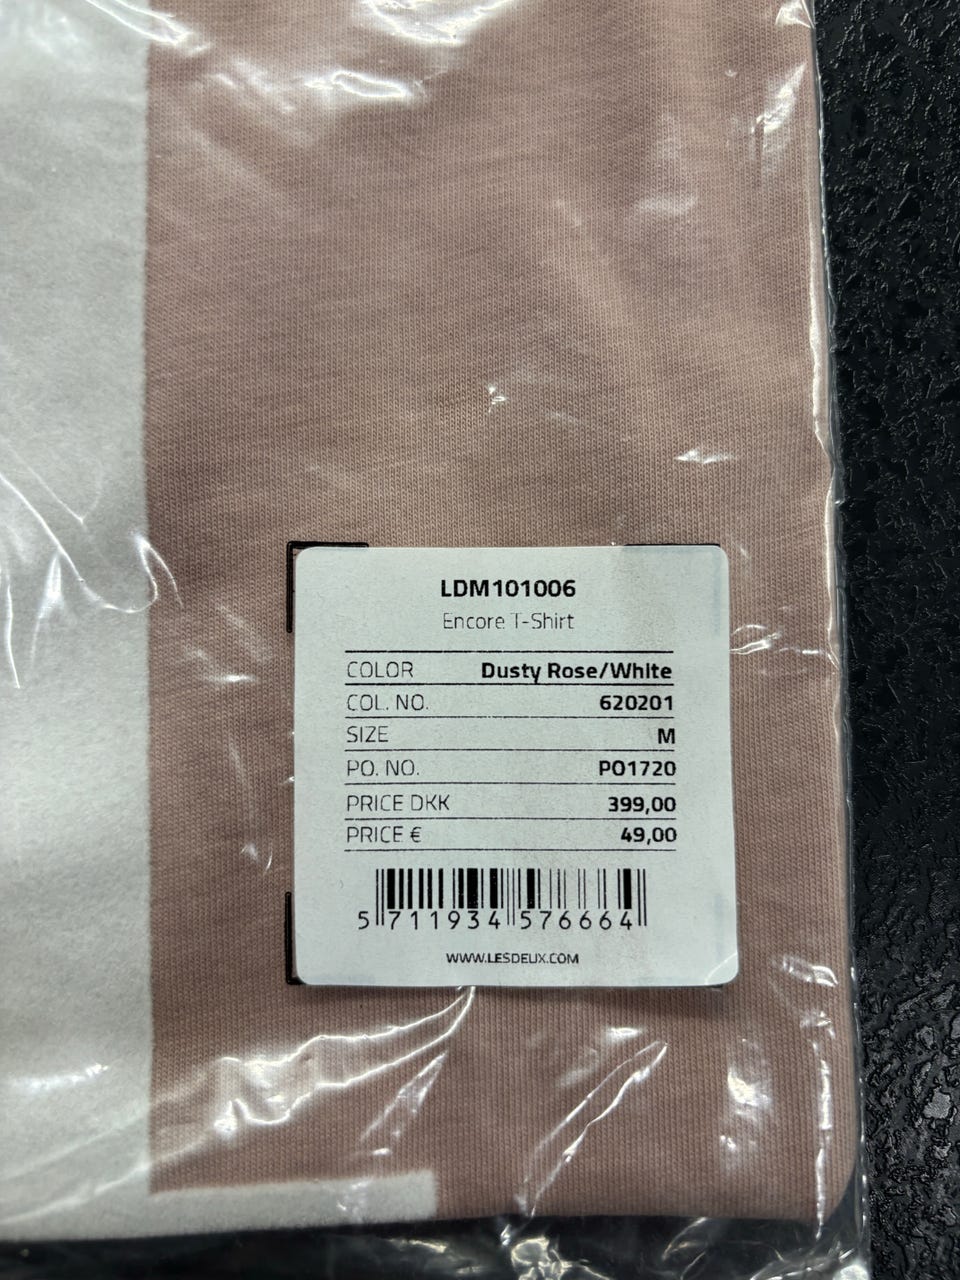 LDM101006
Encore T-Shirt
COLOR Dusty Rose/White
COL. NO. 620201
SIZE M
PO. NO. PO1720
PRICE DKK 399,00
PRICE € 49,00
5 711934 576664
WWW.LESDEUX.COM